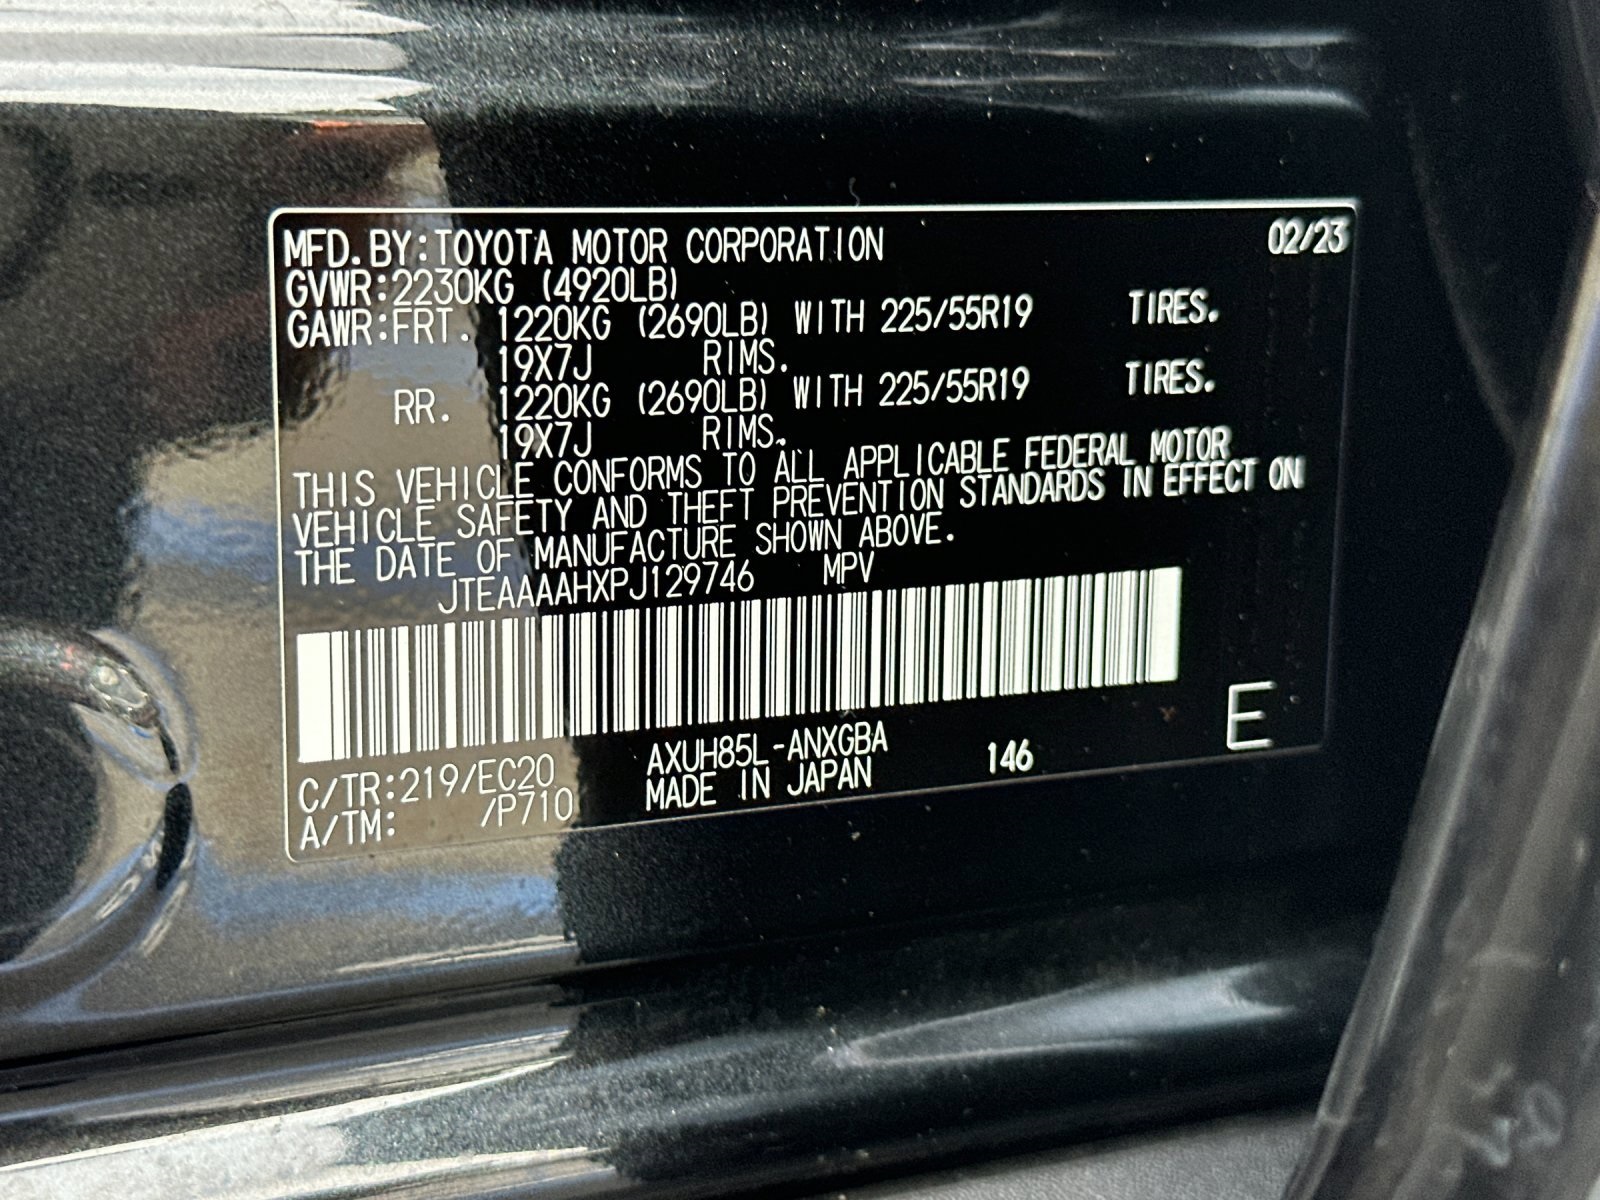 MFD.BY:TOYOTA MOTOR CORPORATION 02/23
GVWR:2230KG (4920LB)
GAWR:FRT. 1220KG (2690LB) WITH 225/55R19 TIRES.
19X7J RIMS.
RR. 1220KG (2690LB) WITH 225/55R19 TIRES.
19X7J RIMS.
THIS VEHICLE CONFORMS TO ALL APPLICABLE FEDERAL MOTOR
VEHICLE SAFETY AND THEFT PREVENTION STANDARDS IN EFFECT ON
THE DATE OF MANUFACTURE SHOWN ABOVE.
JTEAAAAHXPJ129746 MPV
E
C/TR:219/EC20 AXUH85L-ANXGBA 146
A/TM: /P710 MADE IN JAPAN